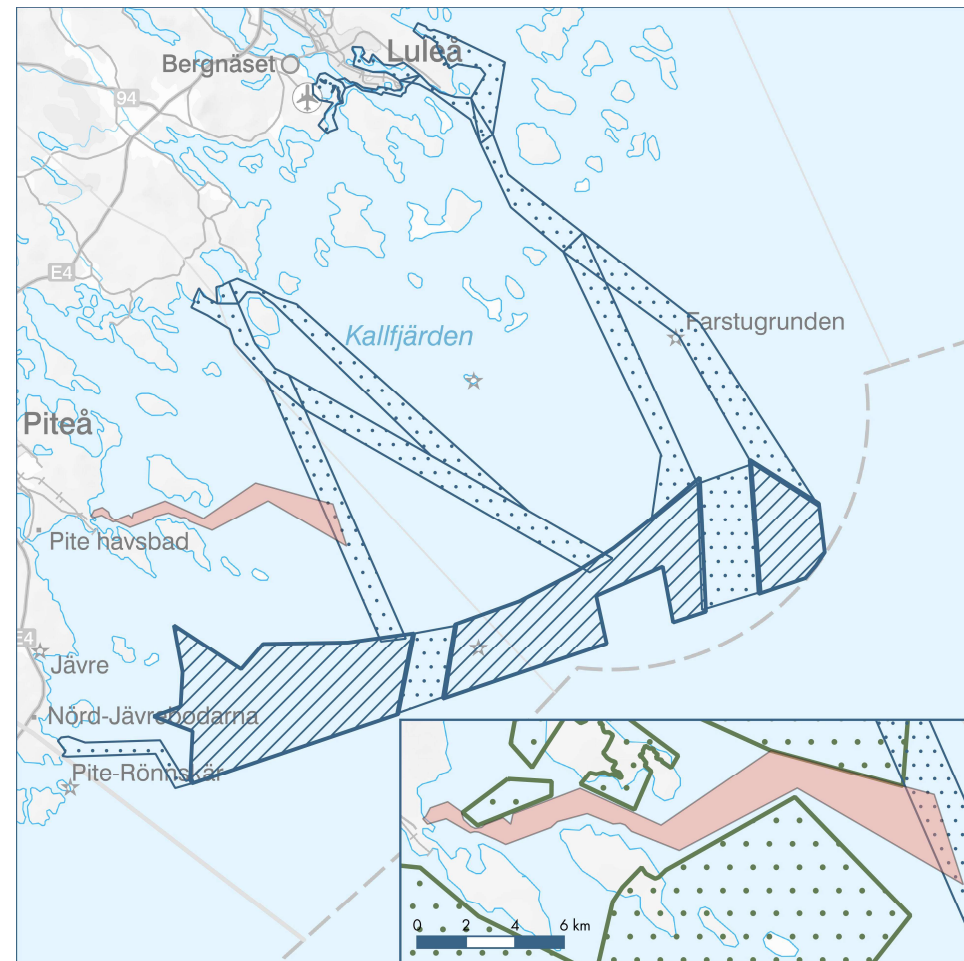 Luleå
Bergnäset
94
E4
Kallfjärden
Farstugrunden
Piteå
Pite havsbad
E4
Jävre
Nörd-Jävrebodarna
Pite-Rönnskär
0 2 4 6 km